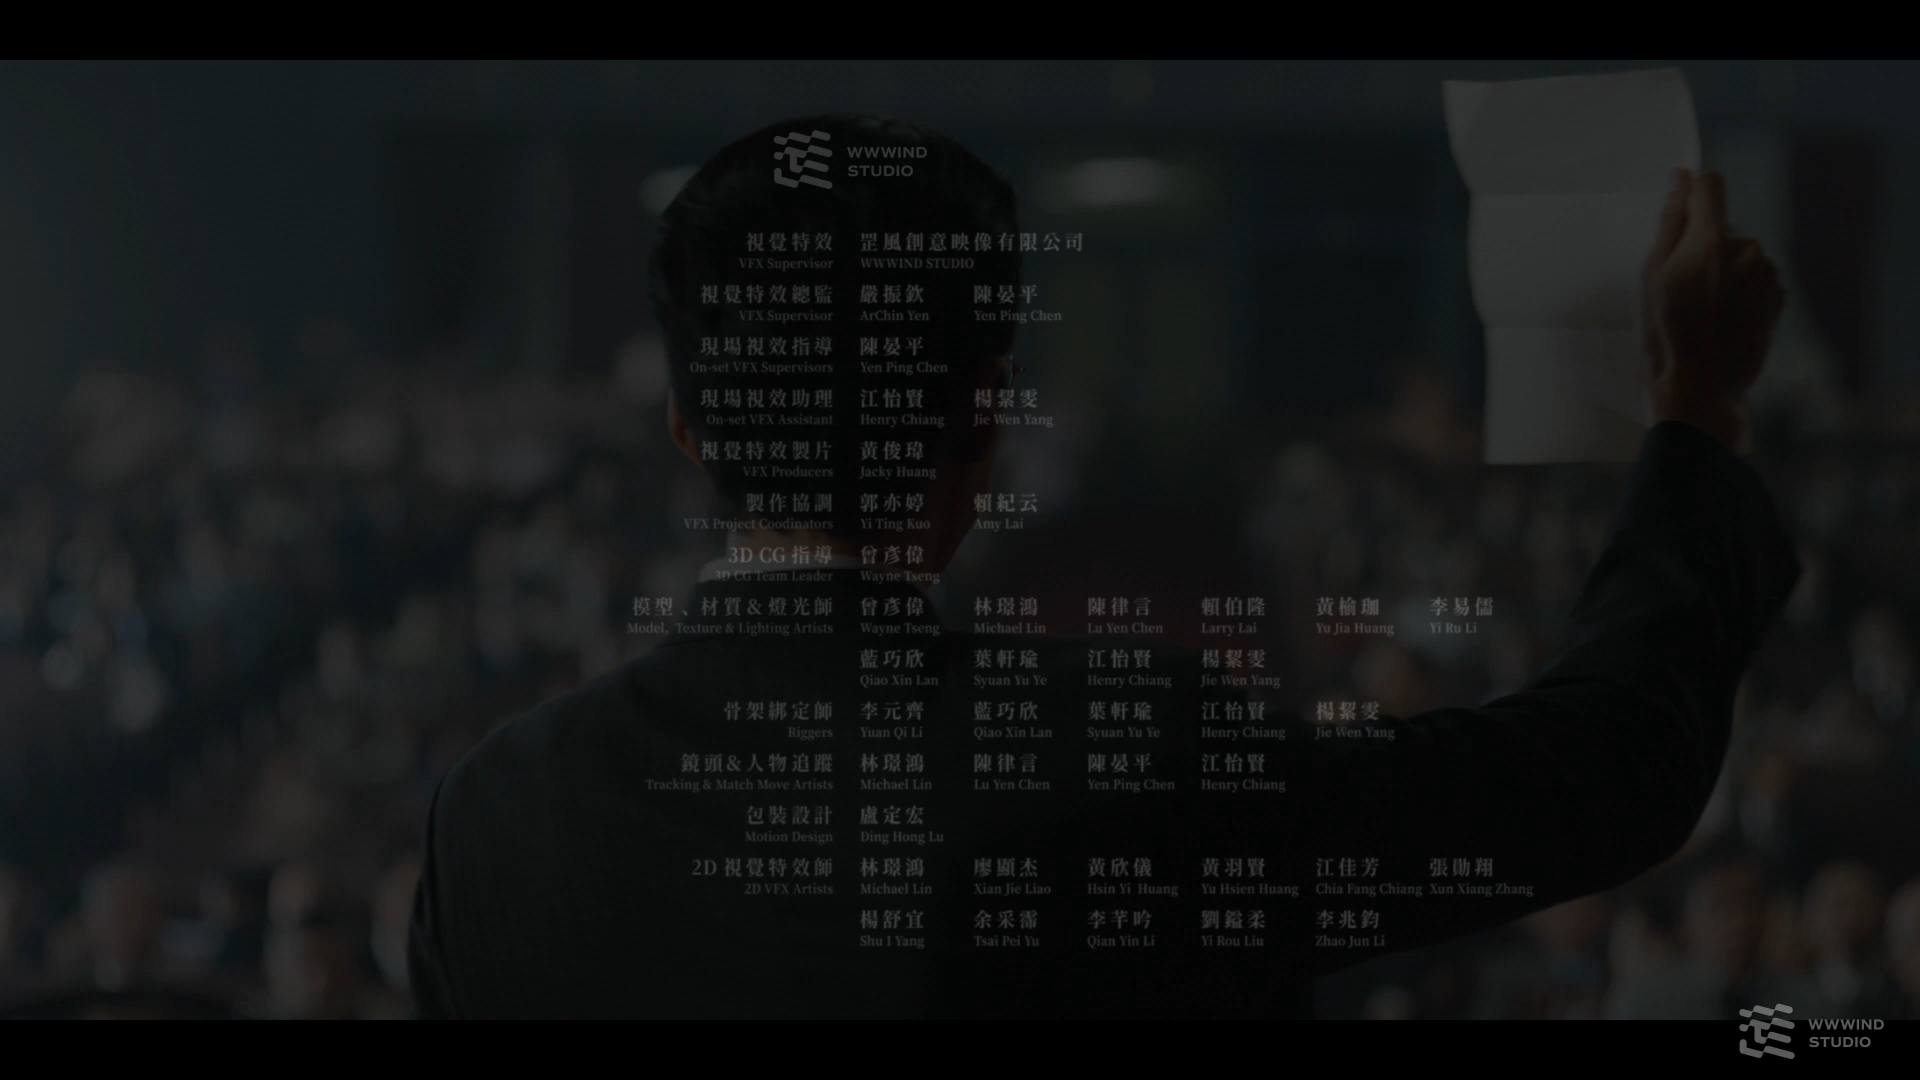 WWWIND
STUDIO
視覺特效 罡風創意映像有限公司
VFX Supervisor WWWIND STUDIO
視覺特效總監 嚴振欽 陳晏平
VFX Supervisor ArChin Yen Yen Ping Chen
現場視效指導 陳晏平
On-set VFX Supervisors Yen Ping Chen
現場視效助理 江怡賢 楊絜雯
On-set VFX Assistant Henry Chiang Jie Wen Yang
視覺特效製片 黃俊瑋
VFX Producers Jacky Huang
製作協調 郭亦婷 賴紀云
VFX Project Coodinators Yi Ting Kuo Amy Lai
3D CG 指導 曾彥偉
3D CG Team Leader Wayne Tseng
模型、材質&燈光師 曾彥偉 林璟鴻 陳律言 賴伯隆 黃榆珈 李易儒
Model, Texture & Lighting Artists Wayne Tseng Michael Lin Lu Yen Chen Larry Lai Yu Jia Huang Yi Ru Li
藍巧欣 葉軒瑜 江怡賢 楊絜雯
Qiao Xin Lan Syuan Yu Ye Henry Chiang Jie Wen Yang
骨架綁定師 李元齊 藍巧欣 葉軒瑜 江怡賢 楊絜雯
Riggers Yuan Qi Li Qiao Xin Lan Syuan Yu Ye Henry Chiang Jie Wen Yang
鏡頭&人物追蹤 林璟鴻 陳律言 陳晏平 江怡賢
Tracking & Match Move Artists Michael Lin Lu Yen Chen Yen Ping Chen Henry Chiang
包裝設計 盧定宏
Motion Design Ding Hong Lu
2D 視覺特效師 林璟鴻 廖顯杰 黃欣儀 黃羽賢 江佳芳 張勛翔
2D VFX Artists Michael Lin Xian Jie Liao Hsin Yi Huang Yu Hsien Huang Chia Fang Chiang Xun Xiang Zhang
楊舒宜 余采霈 李芊吟 劉鎰柔 李兆鈞
Shu I Yang Tsai Pei Yu Qian Yin Li Yi Rou Liu Zhao Jun Li
WWWIND
STUDIO